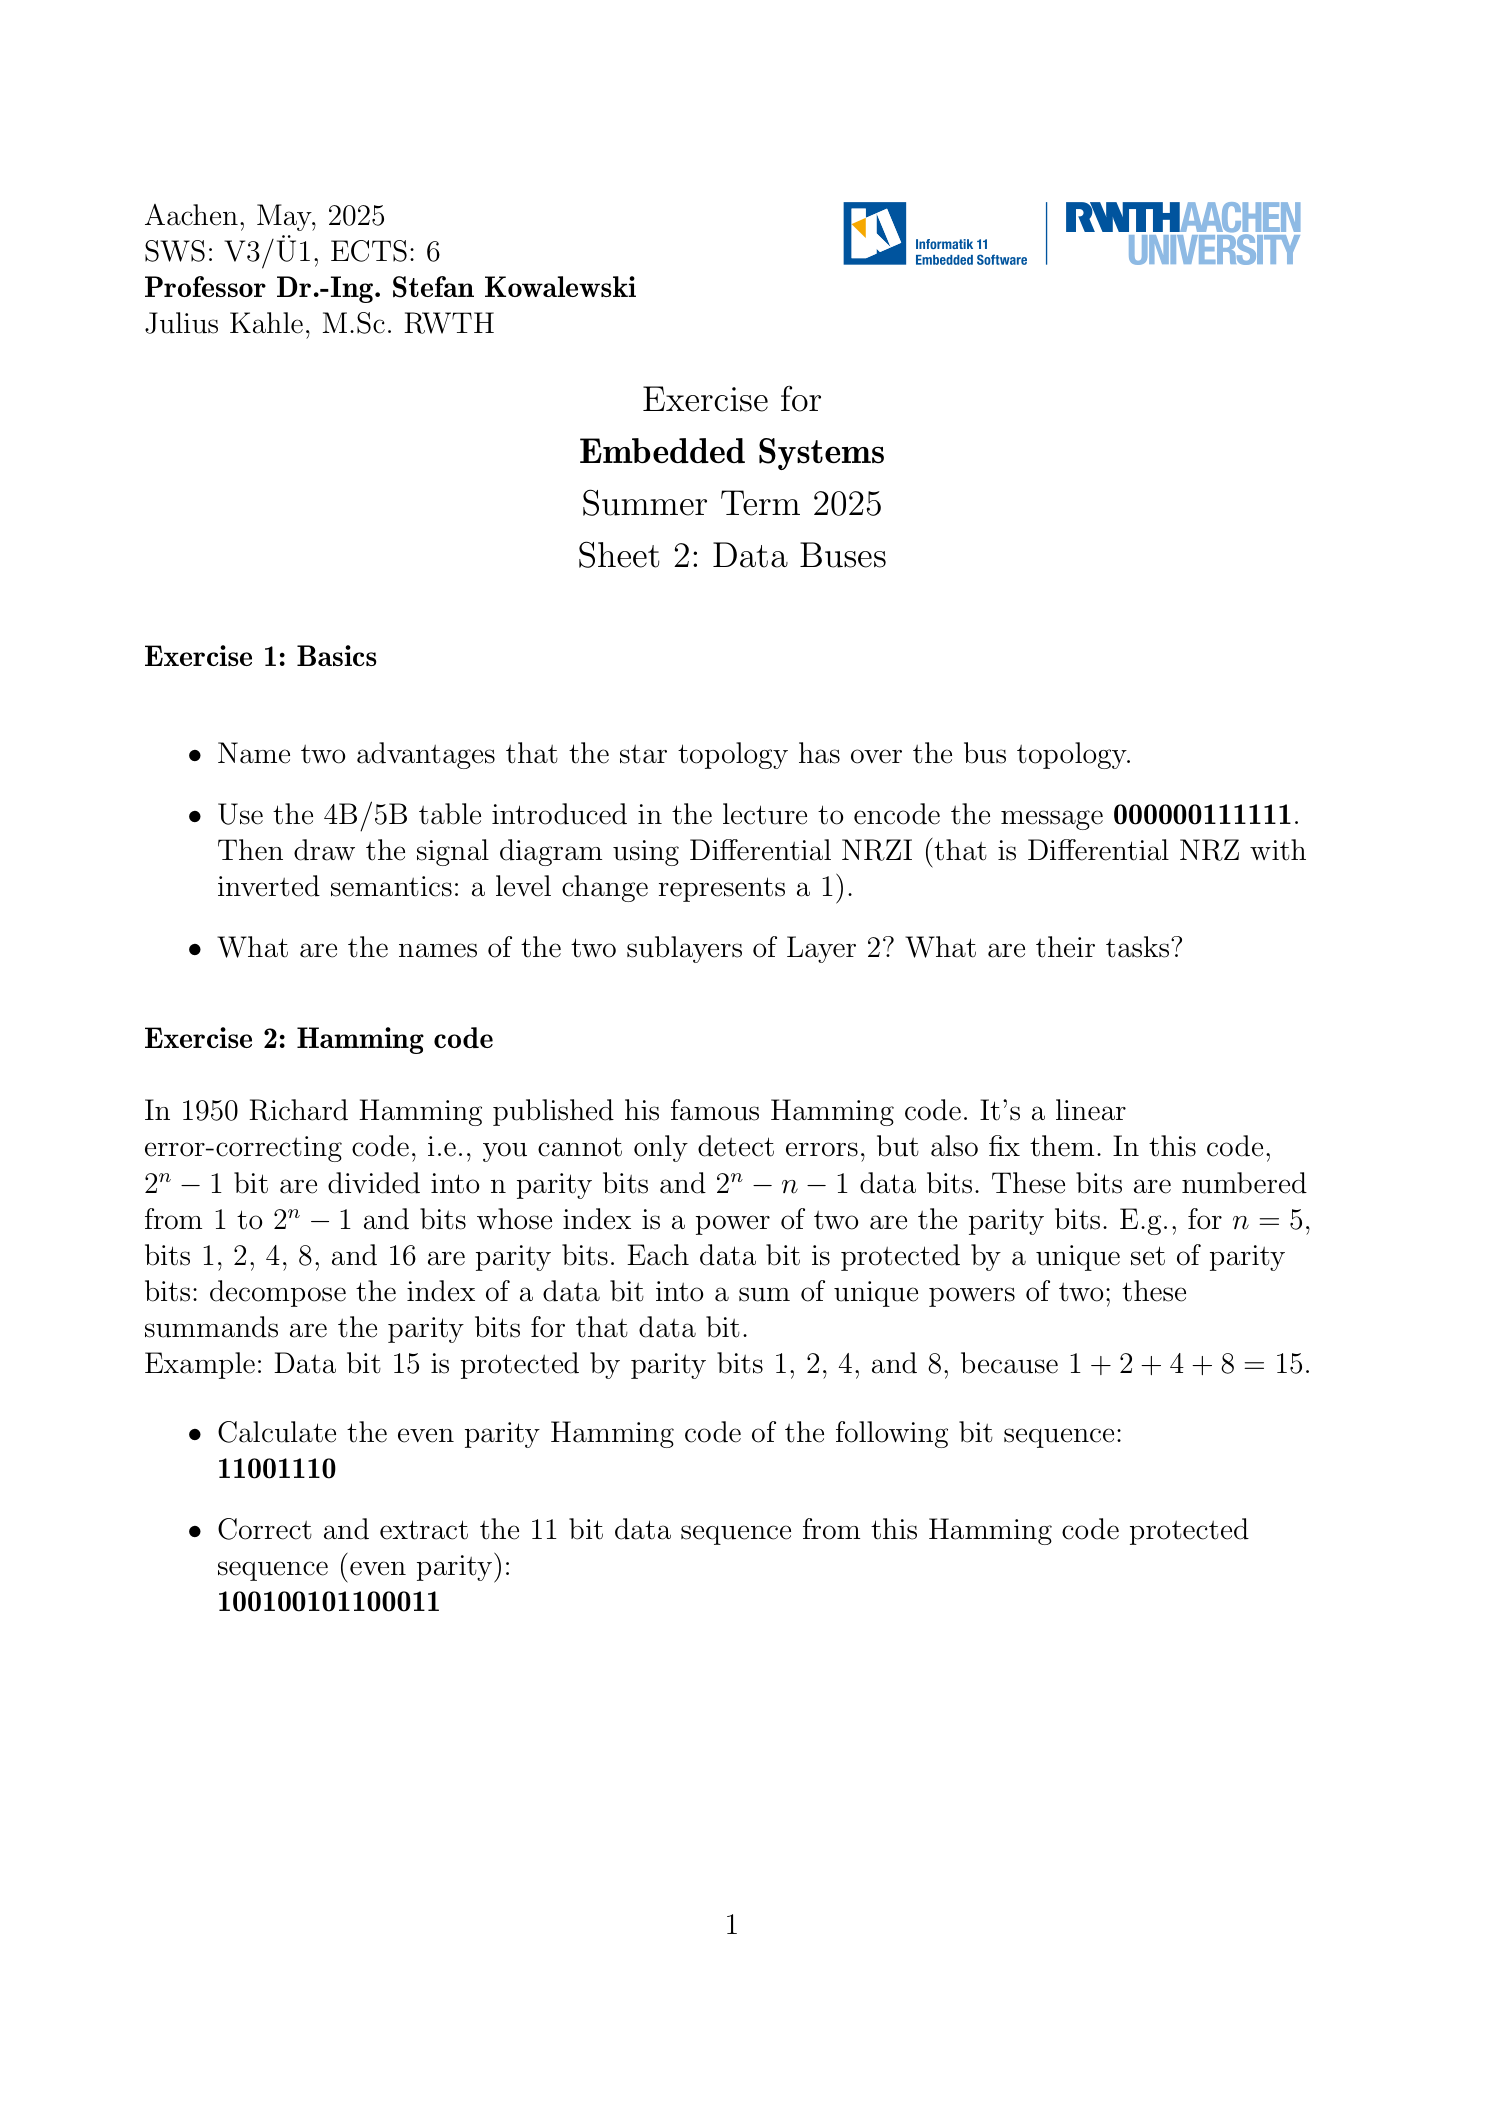 Aachen, May, 2025
SWS: V3/Ü1, ECTS: 6
Professor Dr.-Ing. Stefan Kowalewski
Julius Kahle, M.Sc. RWTH
Informatik 11
Embedded Software
RWTHAACHEN
UNIVERSITY
Exercise for
Embedded Systems
Summer Term 2025
Sheet 2: Data Buses
Exercise 1: Basics
• Name two advantages that the star topology has over the bus topology.
• Use the 4B/5B table introduced in the lecture to encode the message 000000111111.
Then draw the signal diagram using Differential NRZI (that is Differential NRZ with
inverted semantics: a level change represents a 1).
• What are the names of the two sublayers of Layer 2? What are their tasks?
Exercise 2: Hamming code
In 1950 Richard Hamming published his famous Hamming code. It's a linear
error-correcting code, i.e., you cannot only detect errors, but also fix them. In this code,
2ⁿ − 1 bit are divided into n parity bits and 2ⁿ − n − 1 data bits. These bits are numbered
from 1 to 2ⁿ − 1 and bits whose index is a power of two are the parity bits. E.g., for n = 5,
bits 1, 2, 4, 8, and 16 are parity bits. Each data bit is protected by a unique set of parity
bits: decompose the index of a data bit into a sum of unique powers of two; these
summands are the parity bits for that data bit.
Example: Data bit 15 is protected by parity bits 1, 2, 4, and 8, because 1 + 2 + 4 + 8 = 15.
• Calculate the even parity Hamming code of the following bit sequence:
11001110
• Correct and extract the 11 bit data sequence from this Hamming code protected
sequence (even parity):
100100101100011
1